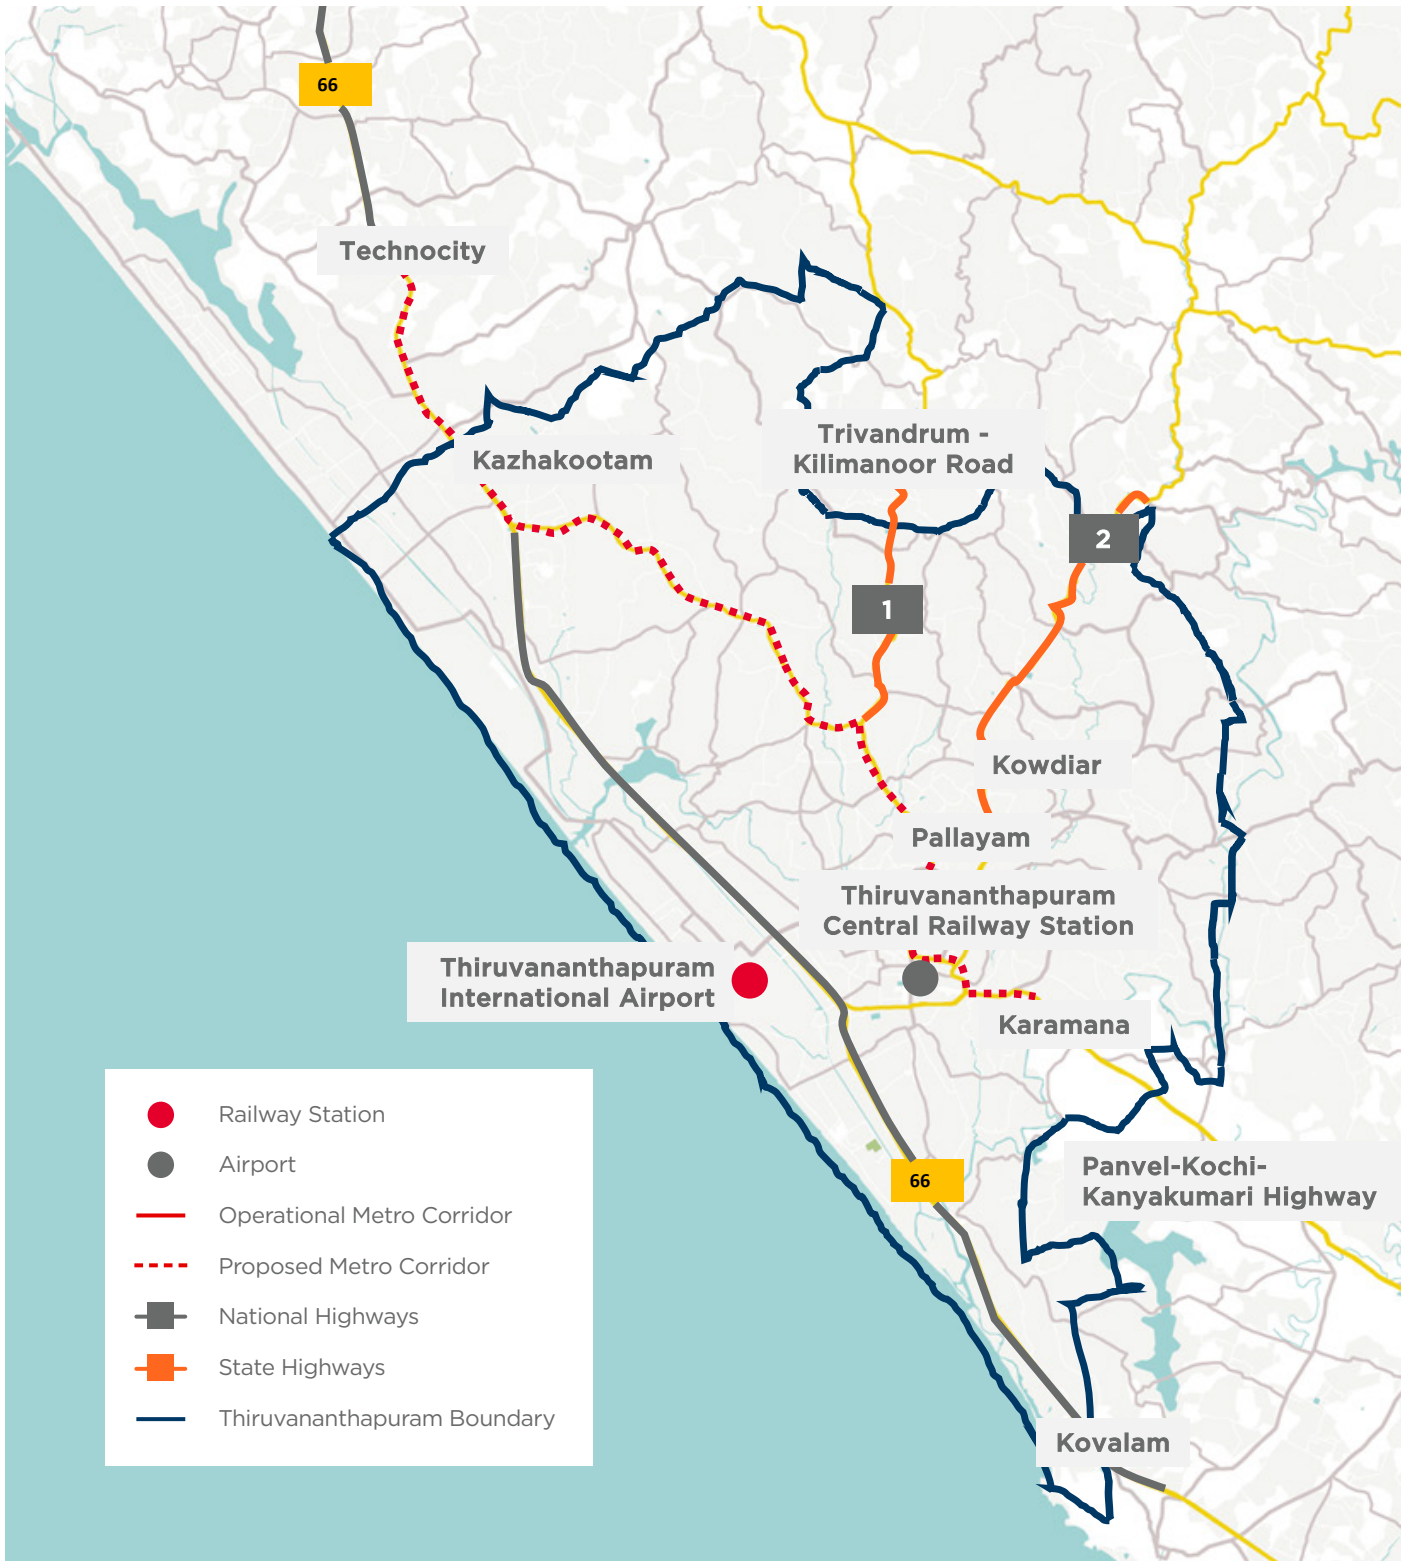 66
Technocity
Kazhakootam
Trivandrum -
Kilimanoor Road
2
1
Kowdiar
Pallayam
Thiruvananthapuram
Central Railway Station
Thiruvananthapuram
International Airport
Karamana
Panvel-Kochi-
Kanyakumari Highway
66
Kovalam
Railway Station
Airport
Operational Metro Corridor
Proposed Metro Corridor
National Highways
State Highways
Thiruvananthapuram Boundary